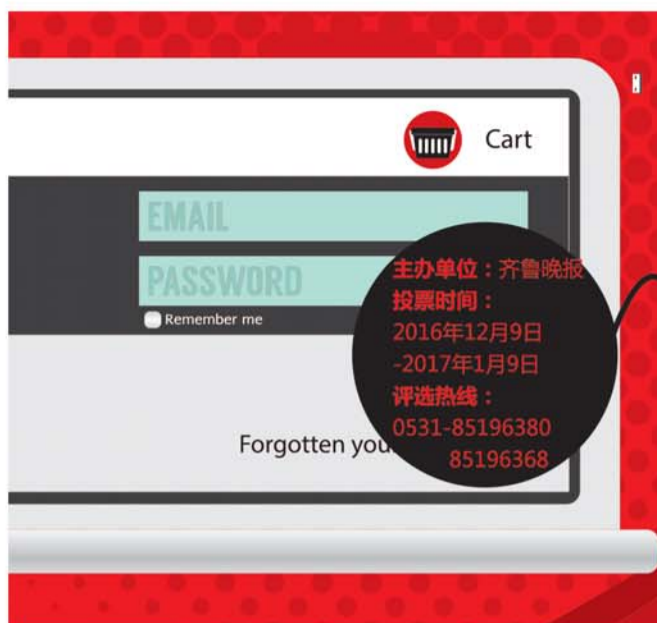 Cart
EMAIL
PASSWORD
Remember me
Forgotten you
主办单位：齐鲁晚报
投票时间：
2016年12月9日
-2017年1月9日
评选热线：
0531-85196380
85196368